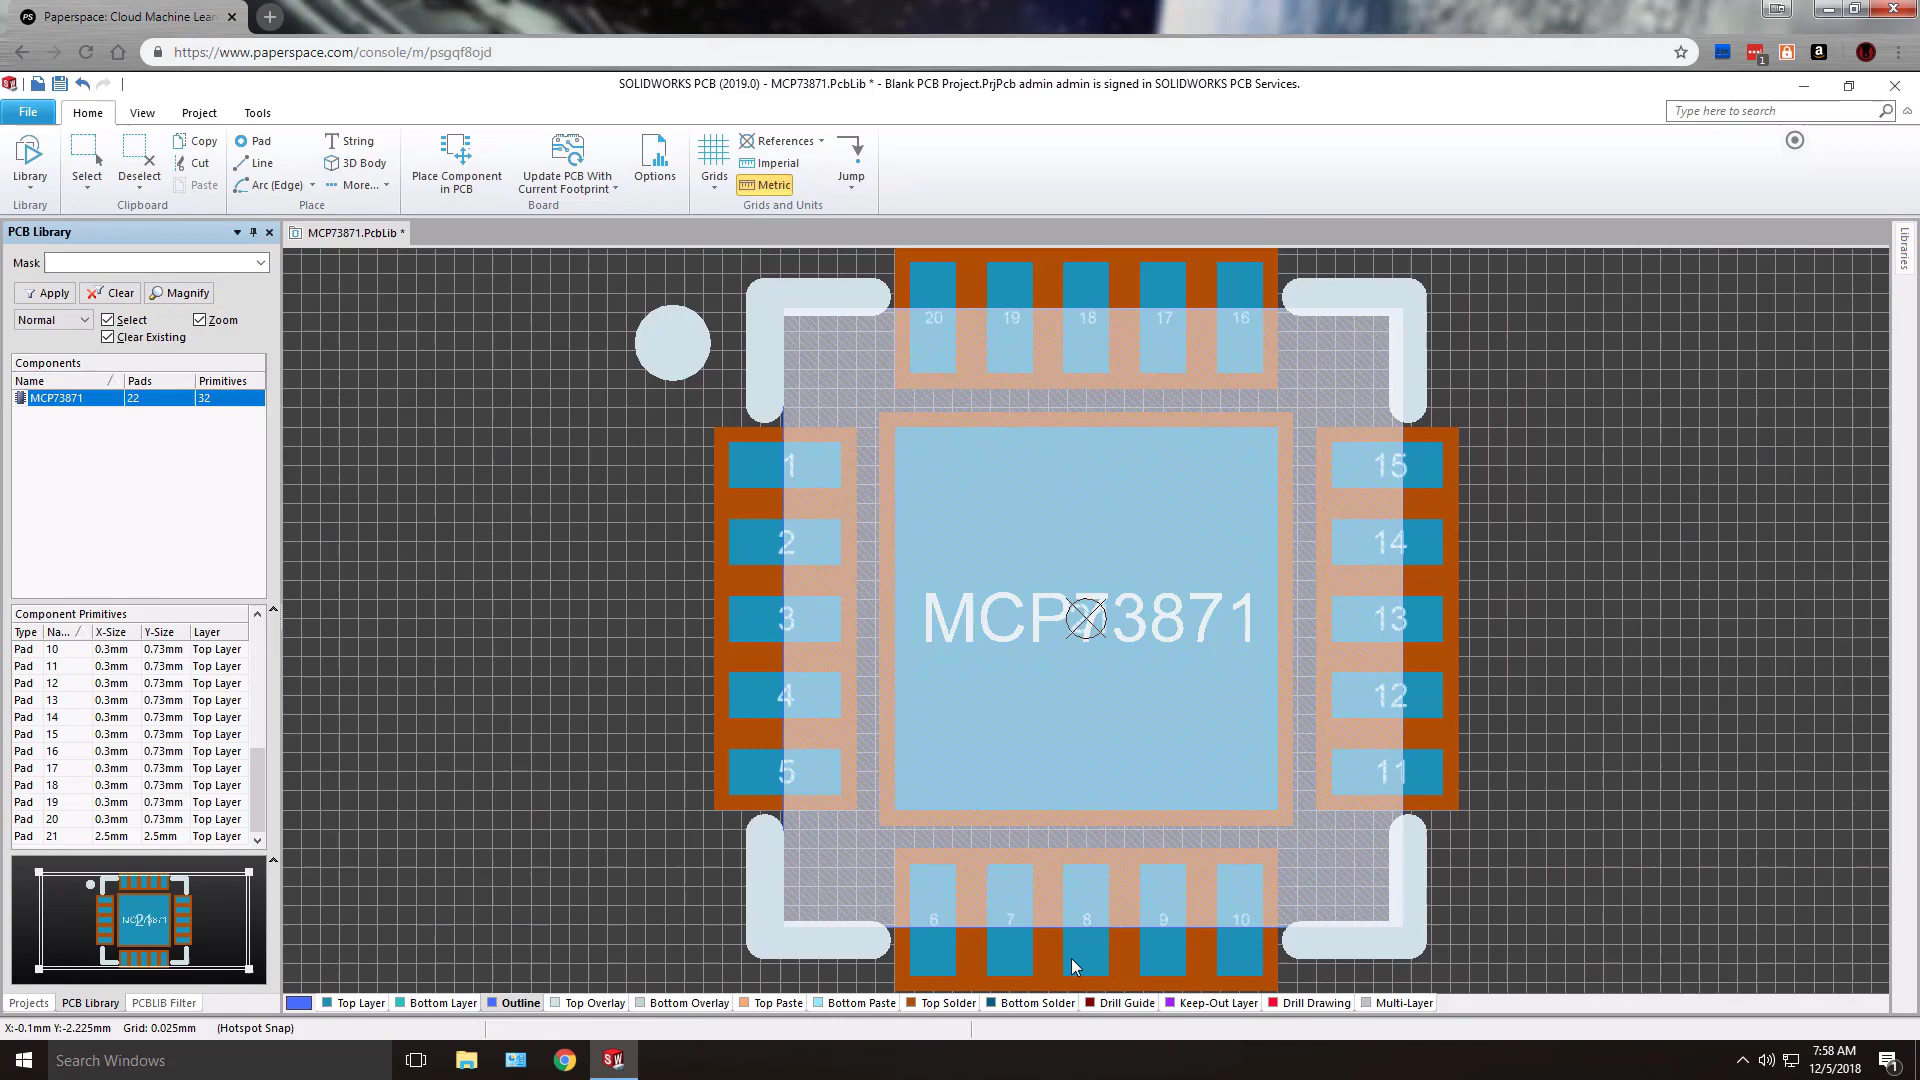 Paperspace: Cloud Machine Lear
https://www.paperspace.com/console/m/psgqf8ojd
1
SOLIDWORKS PCB (2019.0) - MCP73871.PcbLib * - Blank PCB Project.PrjPcb admin admin is signed in SOLIDWORKS PCB Services.
File Home View Project Tools
Type here to search
Library
Select
Deselect
Copy
Cut
Paste
Pad
Line
Arc (Edge)
String
3D Body
More...
Place Component in PCB
Update PCB With Current Footprint
Options
Grids
References
Imperial
Metric
Jump
Library Clipboard Place Board Grids and Units
PCB Library
MCP73871.PcbLib *
Libraries
Mask
Apply Clear Magnify
Normal Select Zoom
Clear Existing
Components
Name Pads Primitives
MCP73871 22 32
Component Primitives
Type Na... X-Size Y-Size Layer
Pad 10 0.3mm 0.73mm Top Layer
Pad 11 0.3mm 0.73mm Top Layer
Pad 12 0.3mm 0.73mm Top Layer
Pad 13 0.3mm 0.73mm Top Layer
Pad 14 0.3mm 0.73mm Top Layer
Pad 15 0.3mm 0.73mm Top Layer
Pad 16 0.3mm 0.73mm Top Layer
Pad 17 0.3mm 0.73mm Top Layer
Pad 18 0.3mm 0.73mm Top Layer
Pad 19 0.3mm 0.73mm Top Layer
Pad 20 0.3mm 0.73mm Top Layer
Pad 21 2.5mm 2.5mm Top Layer
20 19 18 17 16
1 15
2 14
3 MCP73871 13
4 12
5 11
6 7 8 9 10
Projects PCB Library PCBLIB Filter
Top Layer Bottom Layer Outline Top Overlay Bottom Overlay Top Paste Bottom Paste Top Solder Bottom Solder Drill Guide Keep-Out Layer Drill Drawing Multi-Layer
X:-0.1mm Y:-2.225mm Grid: 0.025mm (Hotspot Snap)
Search Windows
7:58 AM
12/5/2018
1